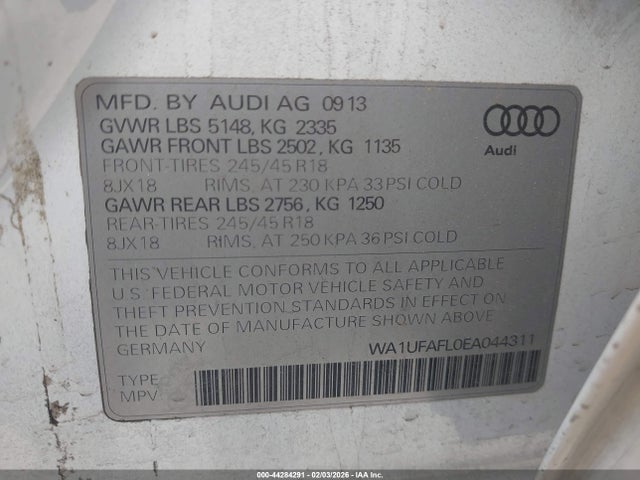 MFD. BY AUDI AG 09 13
GVWR LBS 5148, KG 2335
GAWR FRONT LBS 2502, KG 1135
FRONT-TIRES 245/45 R18
8JX18 RIMS, AT 230 KPA 33 PSI COLD
GAWR REAR LBS 2756, KG 1250
REAR-TIRES 245/45 R18
8JX18 RIMS, AT 250 KPA 36 PSI COLD
Audi
THIS VEHICLE CONFORMS TO ALL APPLICABLE
U.S. FEDERAL MOTOR VEHICLE SAFETY AND
THEFT PREVENTION STANDARDS IN EFFECT ON
THE DATE OF MANUFACTURE SHOWN ABOVE
GERMANY WA1UFAFL0EA044311
TYPE
MPV
000-44284291 - 02/03/2026 - IAA Inc.